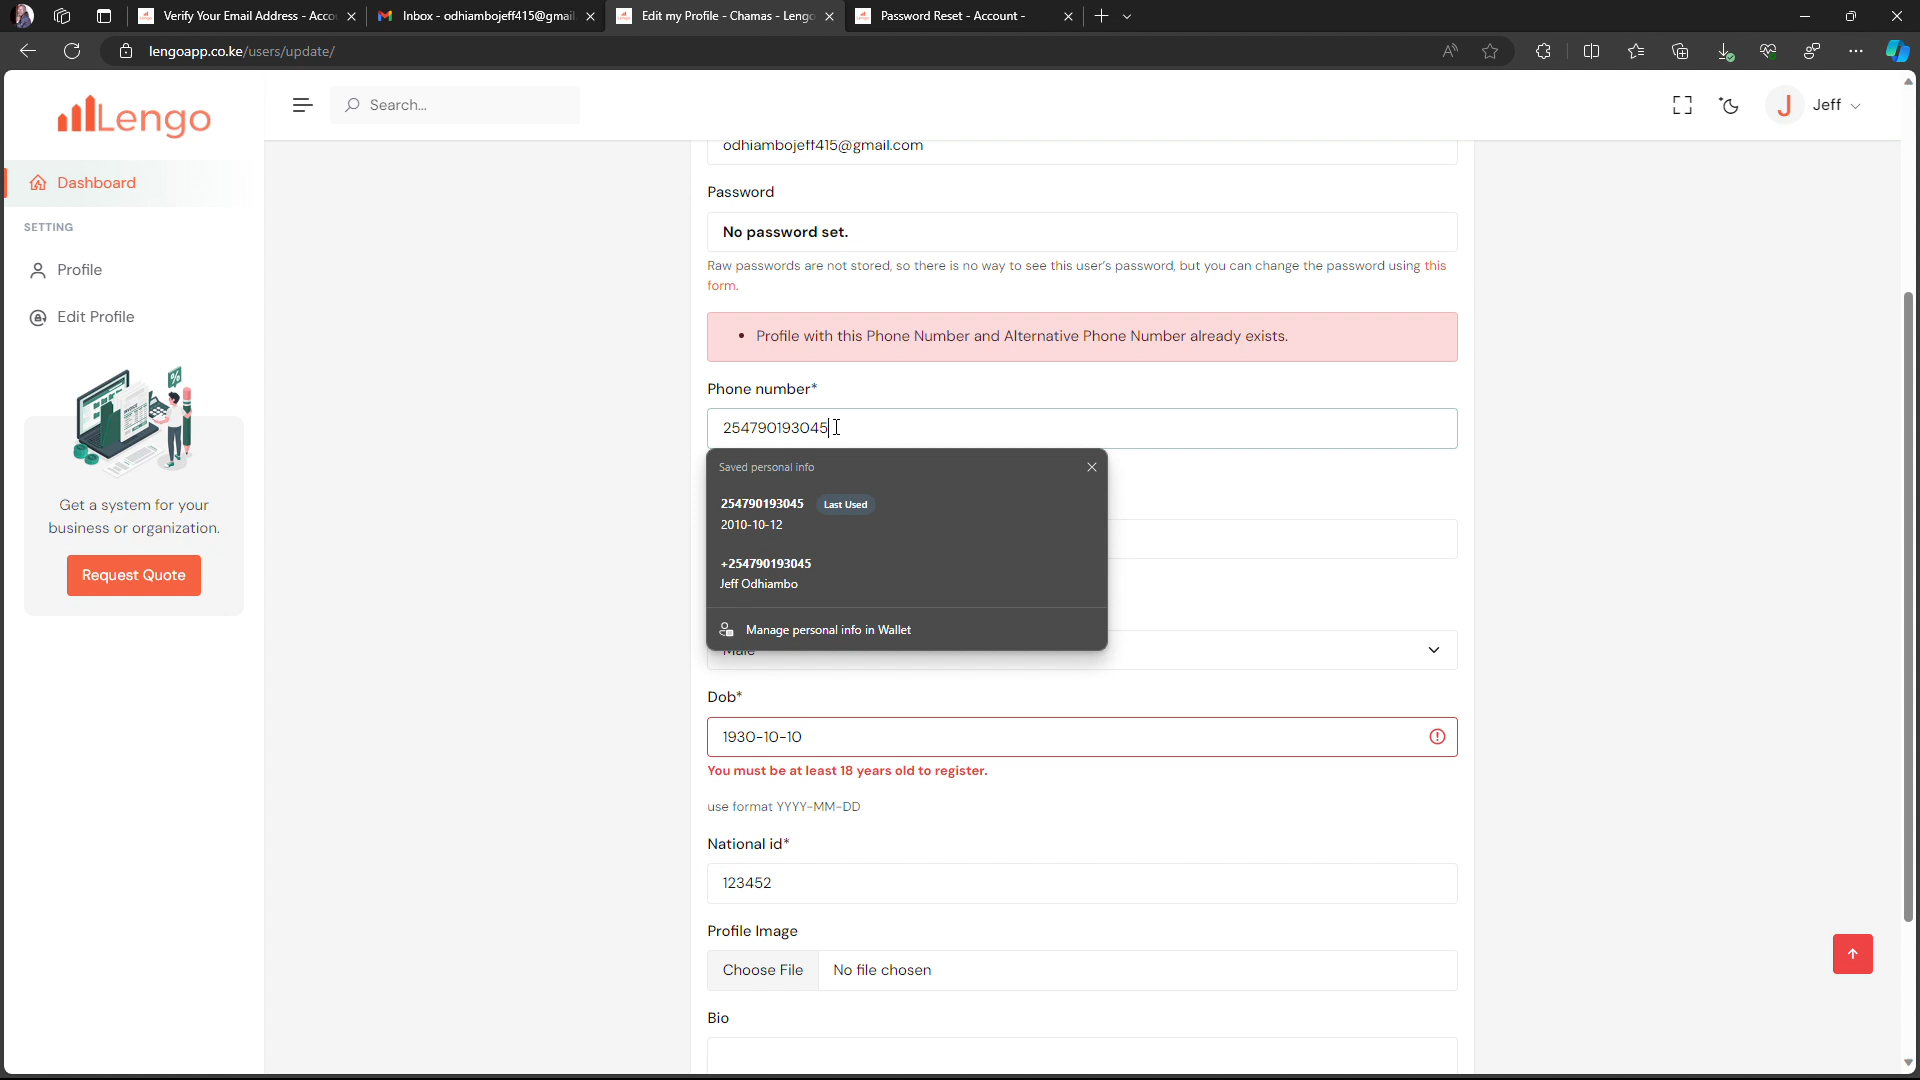 Verify Your Email Address - Acco
Inbox - odhiambojeff415@gmail.
Edit my Profile - Chamas - Lengo
Password Reset - Account -
lengoapp.co.ke/users/update/
Lengo
Search...
J
Jeff
Dashboard
SETTING
Profile
Edit Profile
Get a system for your
business or organization.
Request Quote
odhiambojeff415@gmail.com
Password
No password set.
Raw passwords are not stored, so there is no way to see this user's password, but you can change the password using this
form.
• Profile with this Phone Number and Alternative Phone Number already exists.
Phone number*
254790193045
Saved personal info
254790193045 Last Used
2010-10-12
+254790193045
Jeff Odhiambo
Manage personal info in Wallet
Male
Dob*
1930-10-10
You must be at least 18 years old to register.
use format YYYY-MM-DD
National id*
123452
Profile Image
Choose File No file chosen
Bio